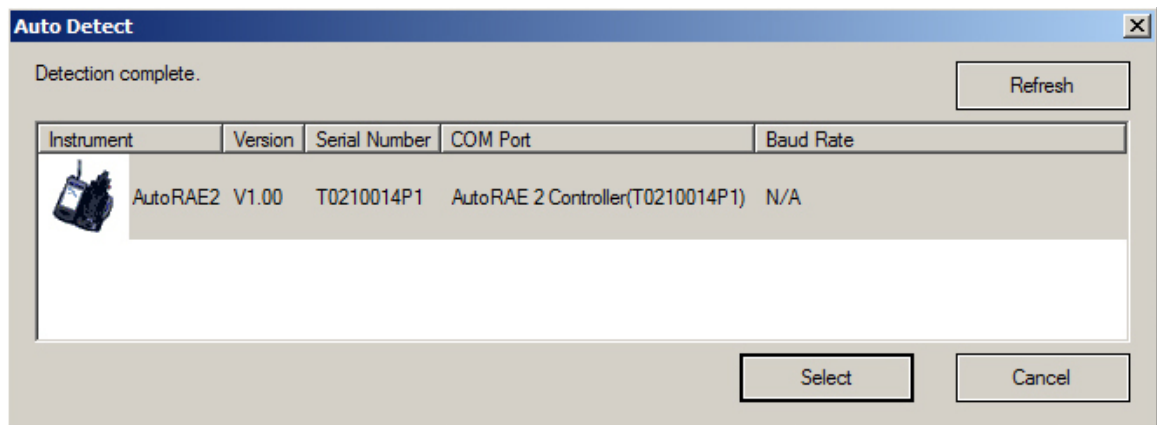 Auto Detect
Detection complete.
Refresh
Instrument Version Serial Number COM Port Baud Rate
AutoRAE2 V1.00 T0210014P1 AutoRAE 2 Controller(T0210014P1) N/A
Select Cancel